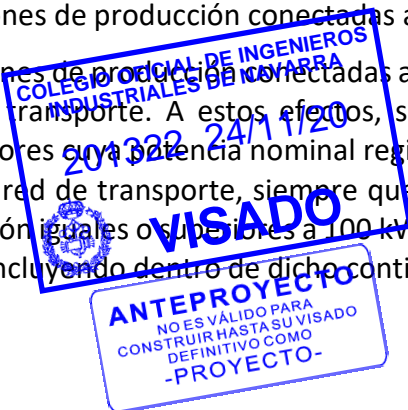 nes de producción conectadas a
nes de producción conectadas a
transporte. A estos efectos, s
ores cuya potencia nominal regi
red de transporte, siempre qu
ón iguales o superiores a 100 kV
ncluyendo dentro de dicho conti
COLEGIO OFICIAL DE INGENIEROS
INDUSTRIALES DE NAVARRA
201322 24/11/20
VISADO
ANTEPROYECTO
NO ES VÁLIDO PARA
CONSTRUIR HASTA SU VISADO
DEFINITIVO COMO
-PROYECTO-